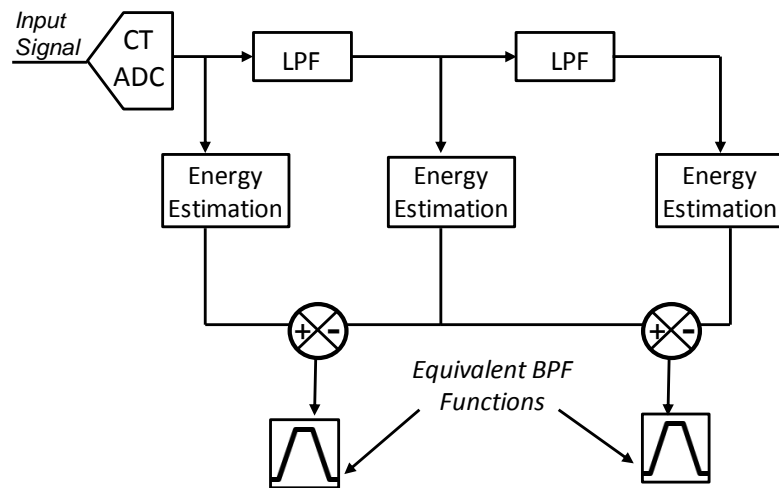 Input
Signal
CT
ADC
LPF
LPF
Energy
Estimation
Energy
Estimation
Energy
Estimation
+ -
+ -
Equivalent BPF
Functions